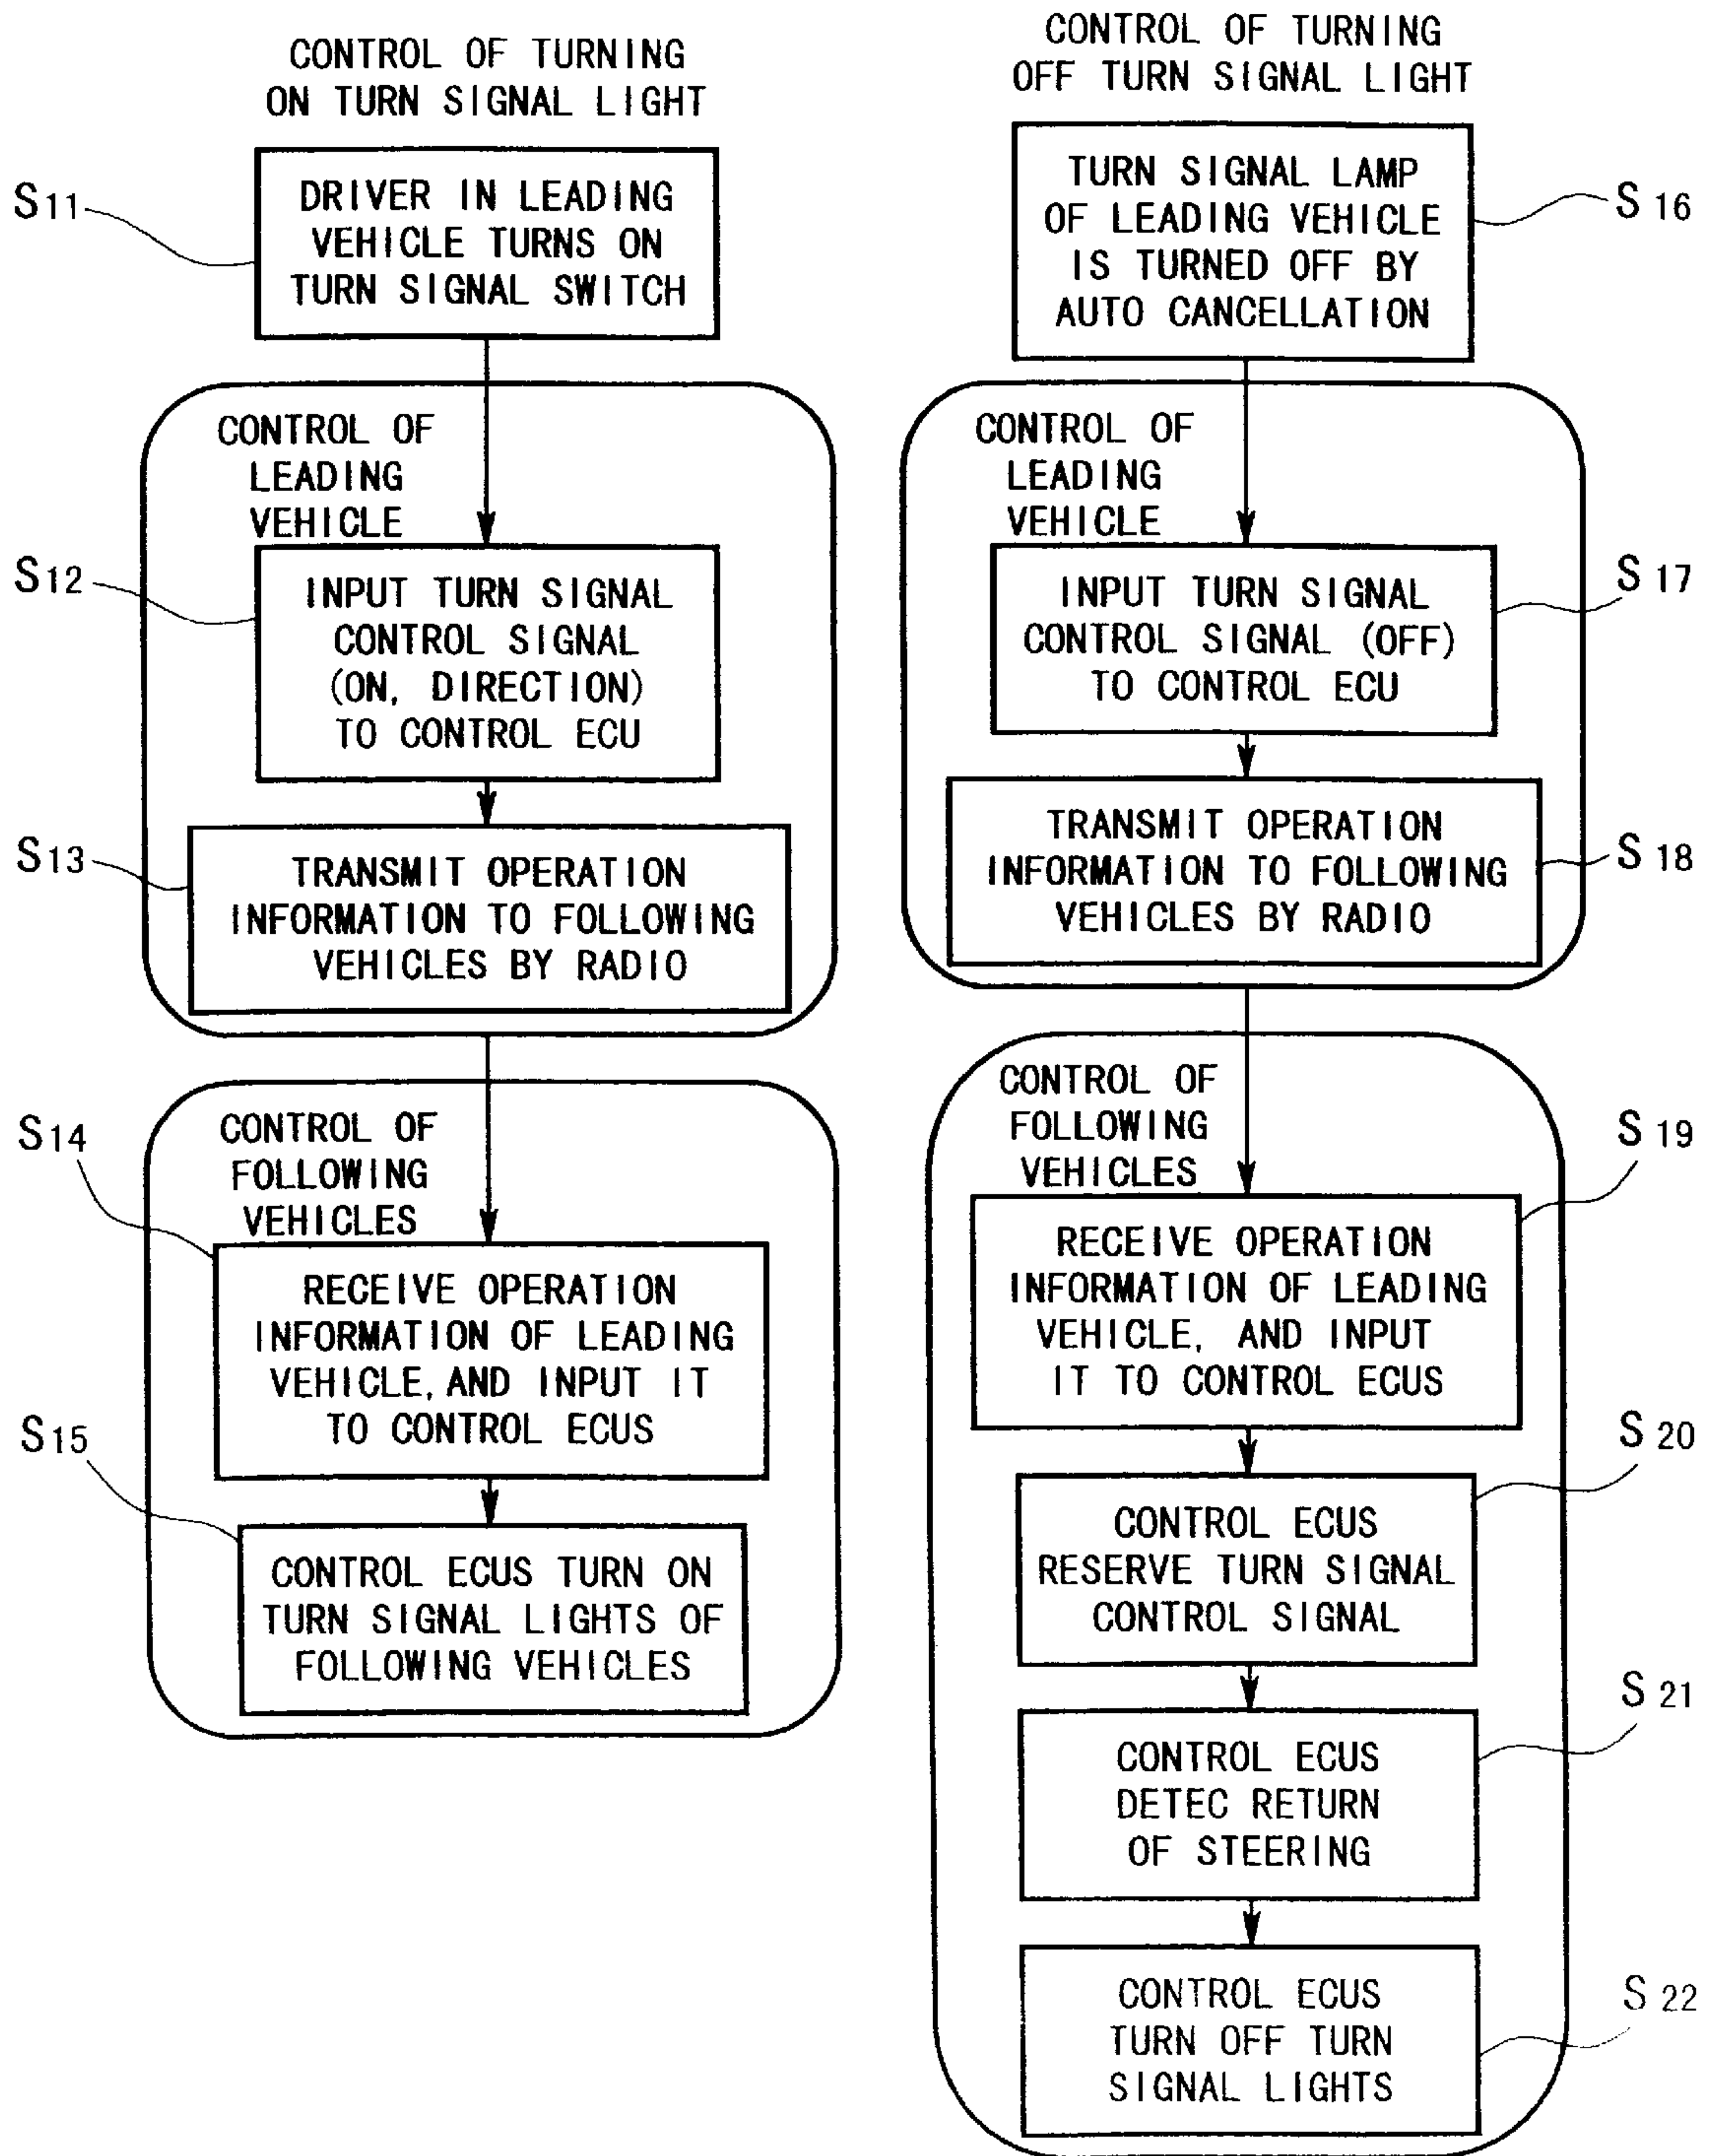 CONTROL OF TURNING
ON TURN SIGNAL LIGHT
S11
DRIVER IN LEADING
VEHICLE TURNS ON
TURN SIGNAL SWITCH
CONTROL OF
LEADING
VEHICLE
S12
INPUT TURN SIGNAL
CONTROL SIGNAL
(ON, DIRECTION)
TO CONTROL ECU
S13
TRANSMIT OPERATION
INFORMATION TO FOLLOWING
VEHICLES BY RADIO
CONTROL OF
FOLLOWING
VEHICLES
S14
RECEIVE OPERATION
INFORMATION OF LEADING
VEHICLE, AND INPUT IT
TO CONTROL ECUS
S15
CONTROL ECUS TURN ON
TURN SIGNAL LIGHTS OF
FOLLOWING VEHICLES
CONTROL OF TURNING
OFF TURN SIGNAL LIGHT
S16
TURN SIGNAL LAMP
OF LEADING VEHICLE
IS TURNED OFF BY
AUTO CANCELLATION
CONTROL OF
LEADING
VEHICLE
S17
INPUT TURN SIGNAL
CONTROL SIGNAL (OFF)
TO CONTROL ECU
S18
TRANSMIT OPERATION
INFORMATION TO FOLLOWING
VEHICLES BY RADIO
CONTROL OF
FOLLOWING
VEHICLES
S19
RECEIVE OPERATION
INFORMATION OF LEADING
VEHICLE, AND INPUT
IT TO CONTROL ECUS
S20
CONTROL ECUS
RESERVE TURN SIGNAL
CONTROL SIGNAL
S21
CONTROL ECUS
DETEC RETURN
OF STEERING
S22
CONTROL ECUS
TURN OFF TURN
SIGNAL LIGHTS